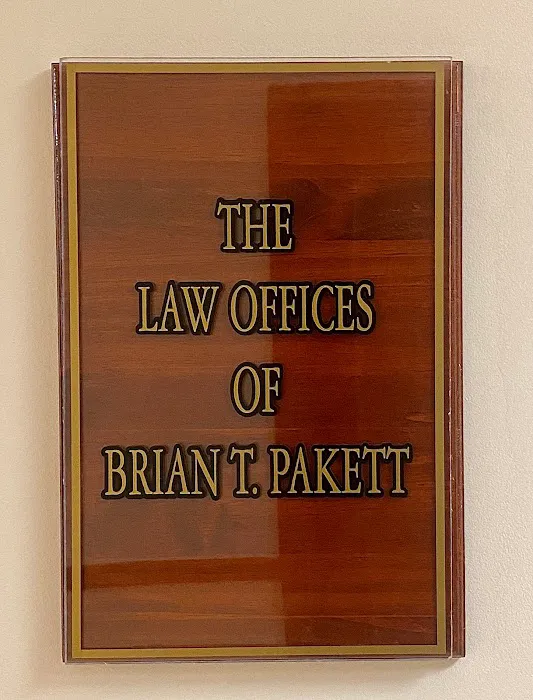 THE
LAW OFFICES
OF
BRIAN T. PAKETT